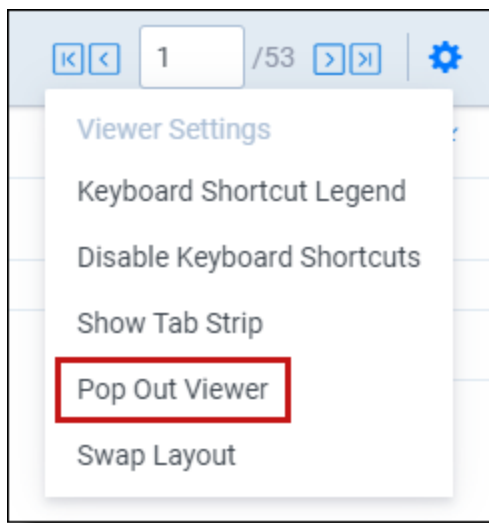 1 /53
Viewer Settings
Keyboard Shortcut Legend
Disable Keyboard Shortcuts
Show Tab Strip
Pop Out Viewer
Swap Layout